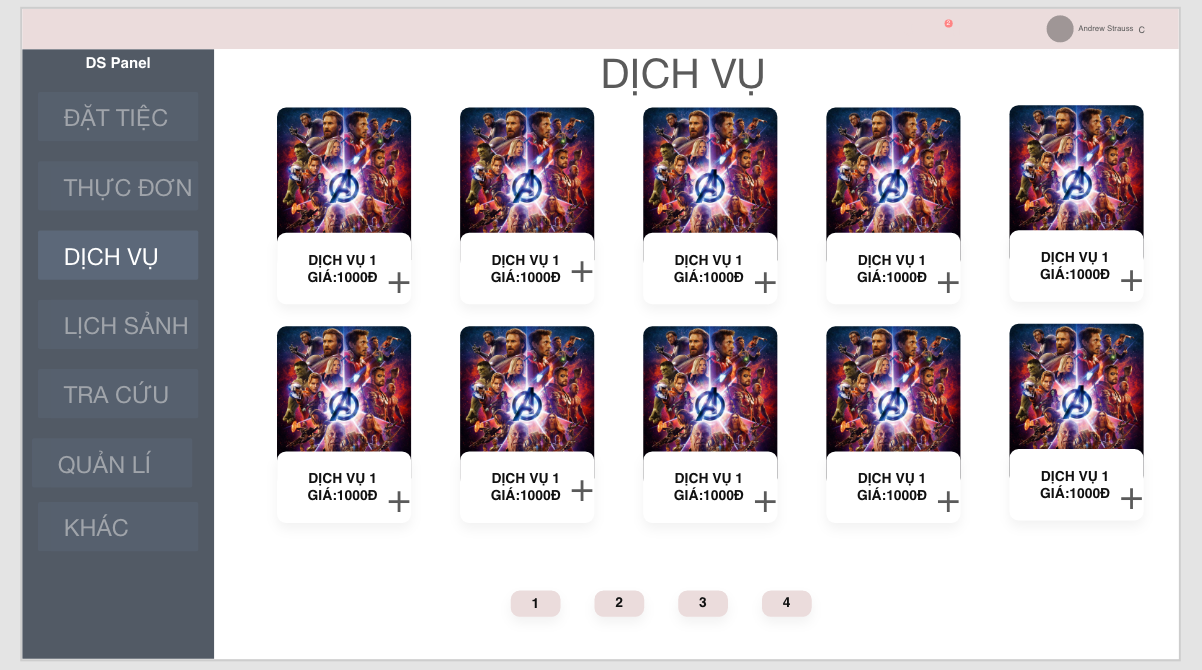 2
Andrew Strauss C
DS Panel
ĐẶT TIỆC
THỰC ĐƠN
DỊCH VỤ
LỊCH SẢNH
TRA CỨU
QUẢN LÍ
KHÁC
DỊCH VỤ
DỊCH VỤ 1
GIÁ:1000Đ
+
DỊCH VỤ 1
GIÁ:1000Đ
+
DỊCH VỤ 1
GIÁ:1000Đ
+
DỊCH VỤ 1
GIÁ:1000Đ
+
DỊCH VỤ 1
GIÁ:1000Đ
+
DỊCH VỤ 1
GIÁ:1000Đ
+
DỊCH VỤ 1
GIÁ:1000Đ
+
DỊCH VỤ 1
GIÁ:1000Đ
+
DỊCH VỤ 1
GIÁ:1000Đ
+
DỊCH VỤ 1
GIÁ:1000Đ
+
1 2 3 4